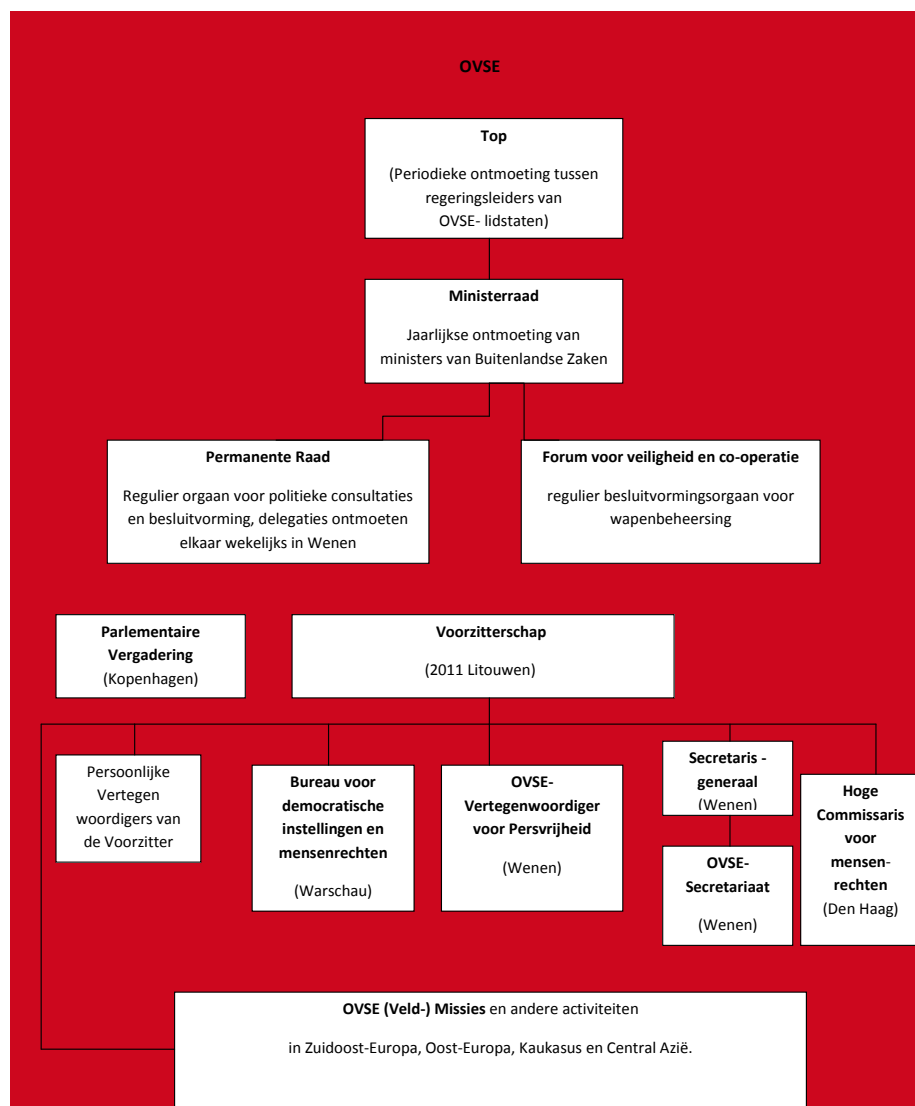 OVSE
Top
(Periodieke ontmoeting tussen
regeringsleiders van
OVSE- lidstaten)
Ministerraad
Jaarlijkse ontmoeting van
ministers van Buitenlandse Zaken
Permanente Raad
Regulier orgaan voor politieke consultaties
en besluitvorming, delegaties ontmoeten
elkaar wekelijks in Wenen
Forum voor veiligheid en co-operatie
regulier besluitvormingsorgaan voor
wapenbeheersing
Parlementaire
Vergadering
(Kopenhagen)
Voorzitterschap
(2011 Litouwen)
Persoonlijke
Vertegen
woordigers van
de Voorzitter
Bureau voor
democratische
instellingen en
mensenrechten
(Warschau)
OVSE-
Vertegenwoordiger
voor Persvrijheid
(Wenen)
Secretaris -
generaal
(Wenen)
OVSE-
Secretariaat
(Wenen)
Hoge
Commissaris
voor
mensen-
rechten
(Den Haag)
OVSE (Veld-) Missies en andere activiteiten
in Zuidoost-Europa, Oost-Europa, Kaukasus en Central Azië.